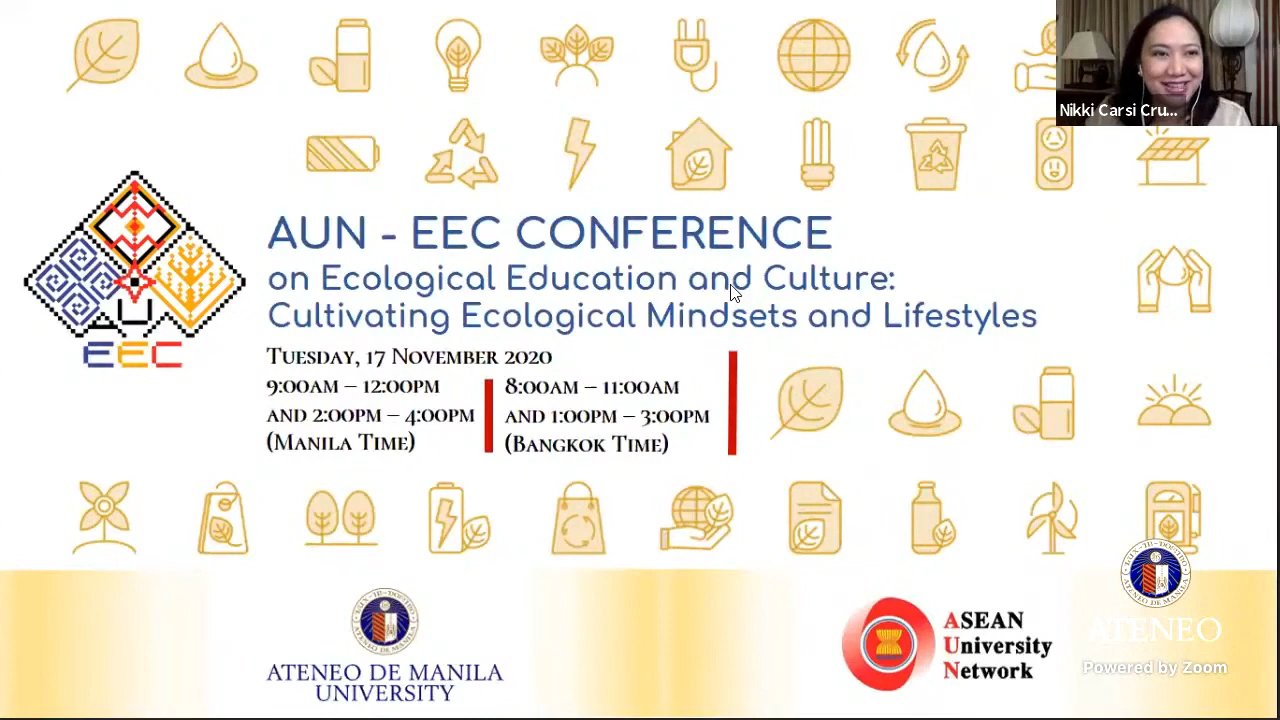 Nikki Carsi Cru...
AUN - EEC CONFERENCE
on Ecological Education and Culture:
Cultivating Ecological Mindsets and Lifestyles
TUESDAY, 17 NOVEMBER 2020
9:00AM – 12:00PM
AND 2:00PM – 4:00PM
(MANILA TIME)
8:00AM – 11:00AM
AND 1:00PM – 3:00PM
(BANGKOK TIME)
AU
EEC
ATENEO DE MANILA
UNIVERSITY
ASEAN
University
Network
ATENEO
Powered by Zoom